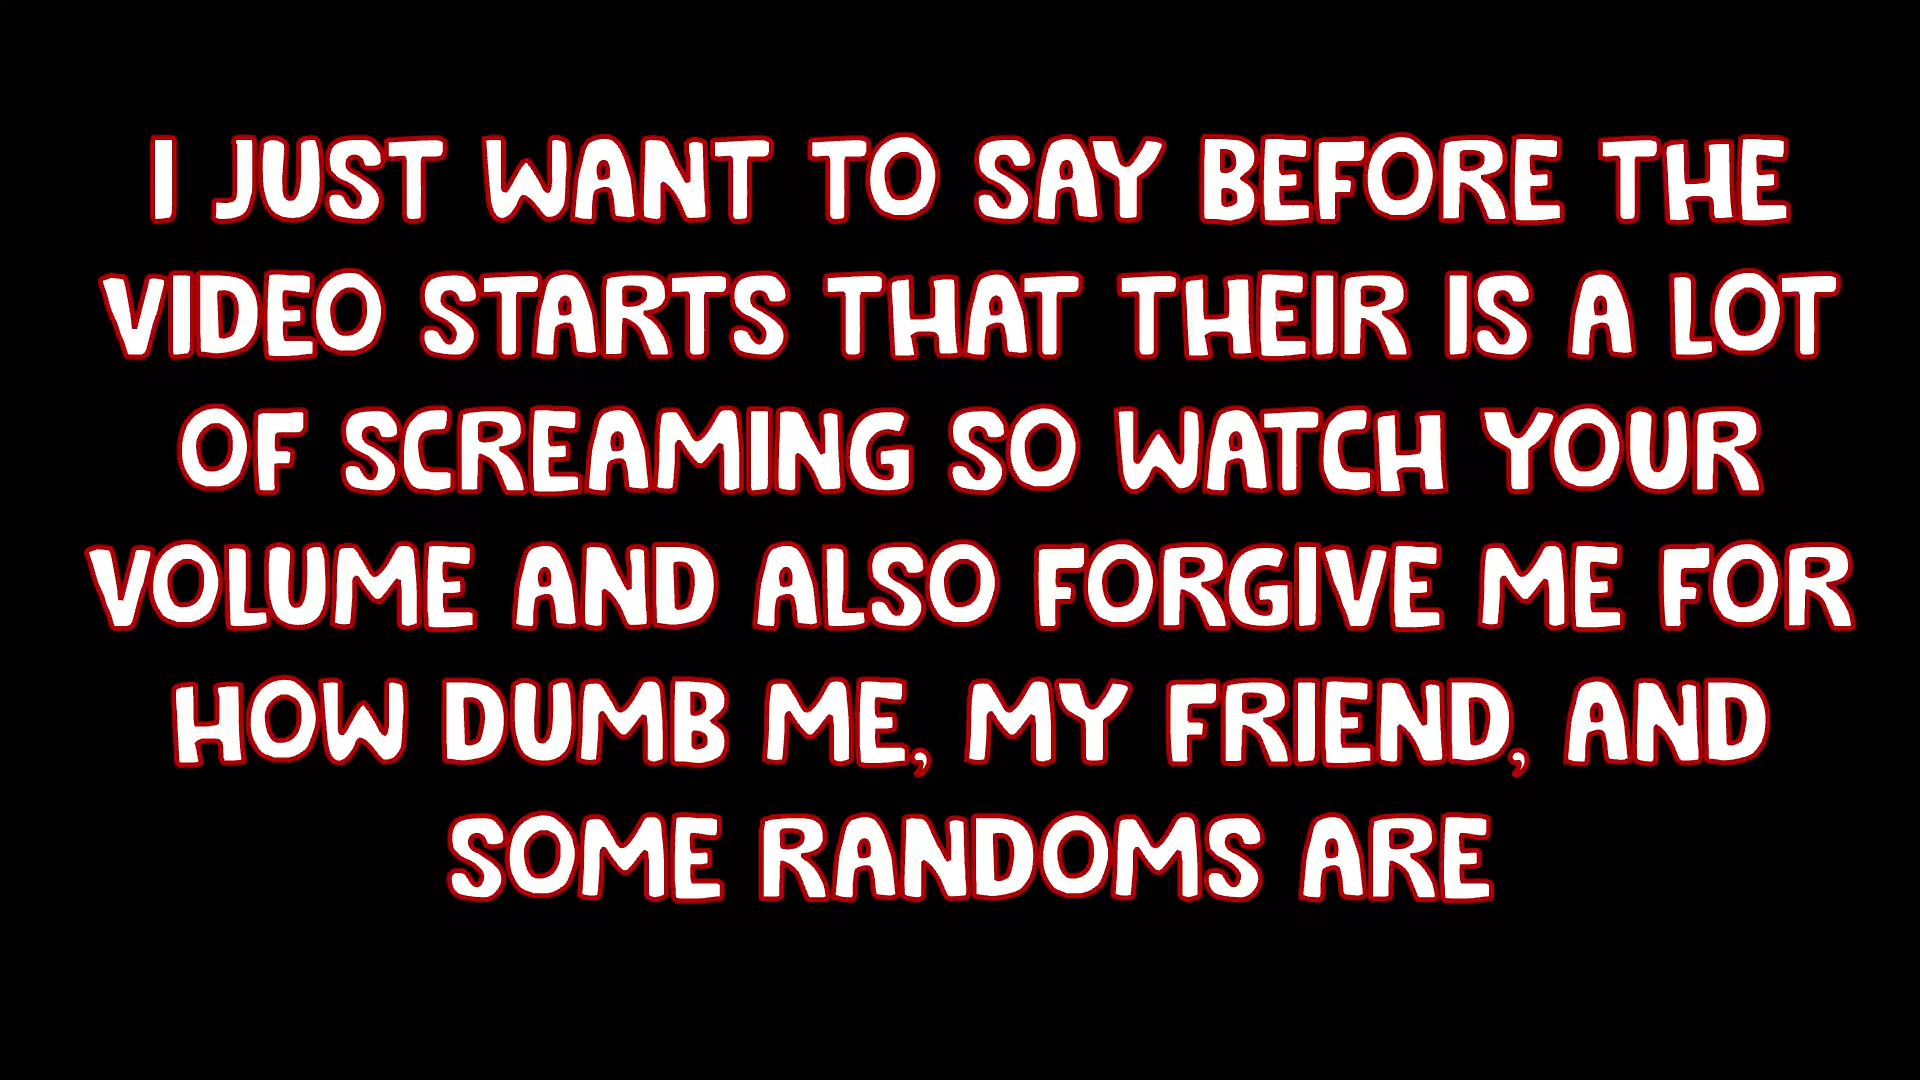 I JUST WANT TO SAY BEFORE THE
VIDEO STARTS THAT THEIR IS A LOT
OF SCREAMING SO WATCH YOUR
VOLUME AND ALSO FORGIVE ME FOR
HOW DUMB ME, MY FRIEND, AND
SOME RANDOMS ARE